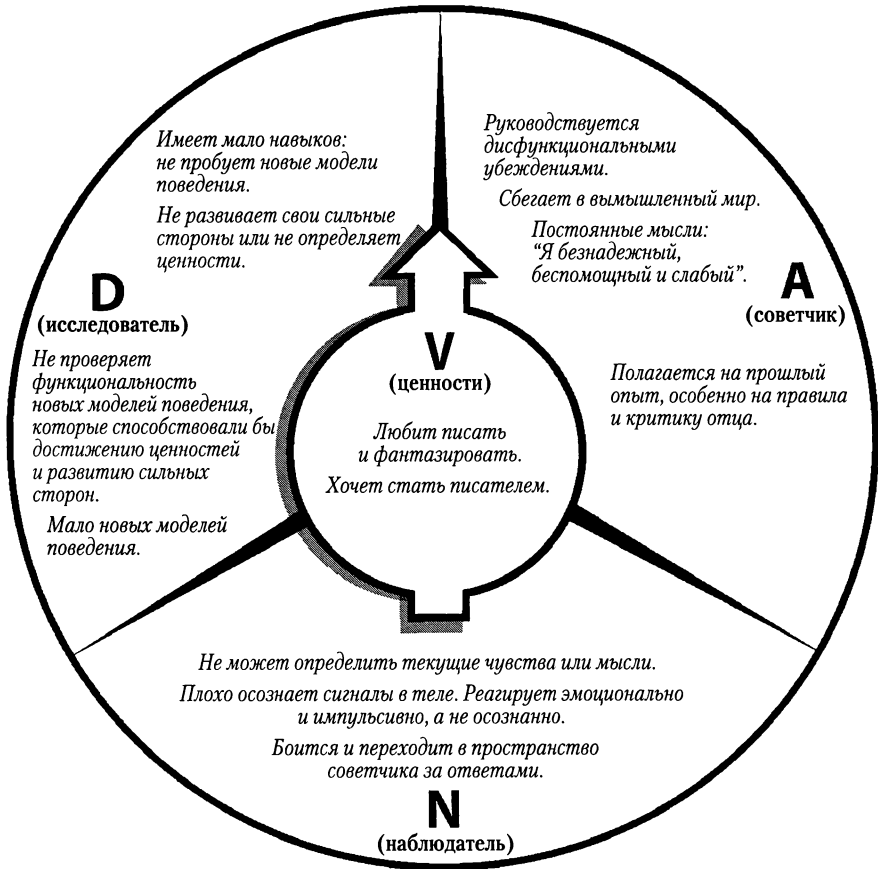 Имеет мало навыков:
не пробует новые модели
поведения.
Не развивает свои сильные
стороны или не определяет
ценности.
D
(исследователь)
Не проверяет
функциональность
новых моделей поведения,
которые способствовали бы
достижению ценностей
и развитию сильных
сторон.
Мало новых моделей
поведения.
Руководствуется
дисфункциональными
убеждениями.
Сбегает в вымышленный мир.
Постоянные мысли:
“Я безнадежный,
беспомощный и слабый”.
A
(советчик)
Полагается на прошлый
опыт, особенно на правила
и критику отца.
V
(ценности)
Любит писать
и фантазировать.
Хочет стать писателем.
Не может определить текущие чувства или мысли.
Плохо осознает сигналы в теле. Реагирует эмоционально
и импульсивно, а не осознанно.
Боится и переходит в пространство
советчика за ответами.
N
(наблюдатель)